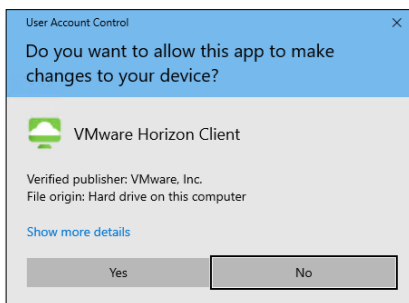 User Account Control
Do you want to allow this app to make
changes to your device?
VMware Horizon Client
Verified publisher: VMware, Inc.
File origin: Hard drive on this computer
Show more details
Yes
No